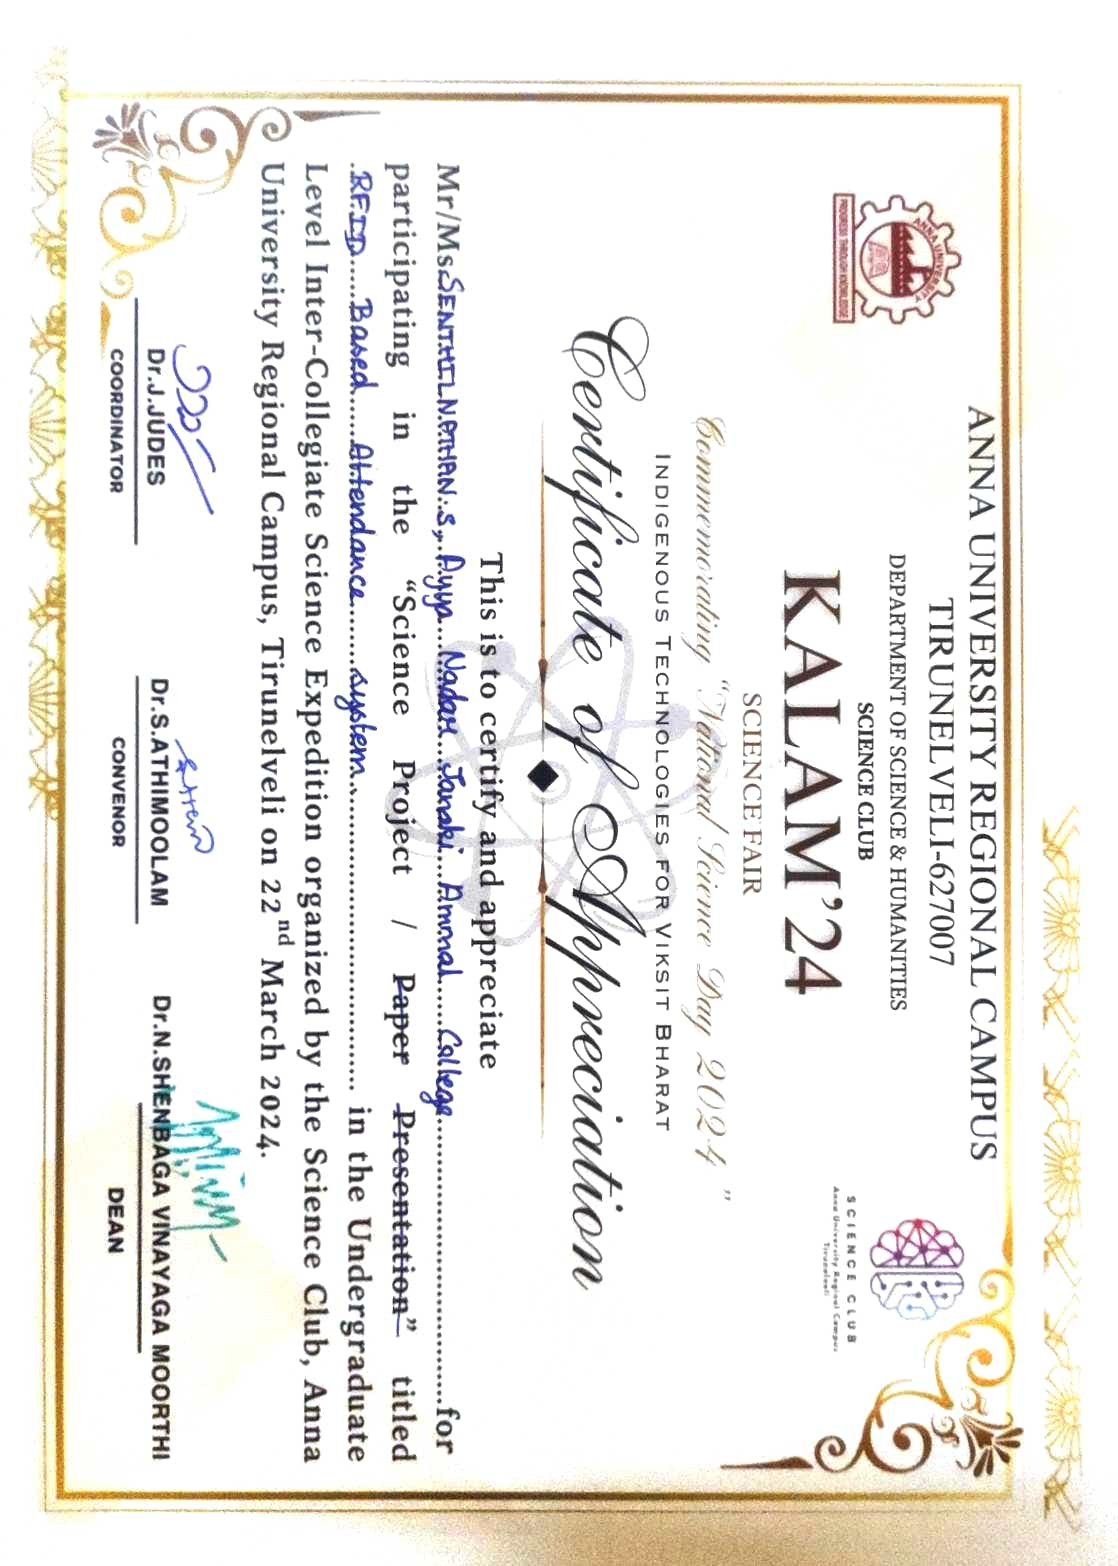 ANNA UNIVERSITY REGIONAL CAMPUS
TIRUNELVELI-627007
DEPARTMENT OF SCIENCE & HUMANITIES
SCIENCE CLUB
KALAM'24
SCIENCE FAIR
Commemorating "National Science Day 2024"
INDIGENOUS TECHNOLOGIES FOR VIKSIT BHARAT
Certificate of Appreciation
ANNA UNIVERSITY
PROGRESS THROUGH KNOWLEDGE
SCIENCE CLUB
Anna University Regional Campus
Tirunelveli
This is to certify and appreciate
Mr/Ms SENTHILNATHAN.S, Ayya Nadar Janaki Ammal College for
participating in the "Science Project / Paper Presentation" titled
RFID Based Attendance system in the Undergraduate
Level Inter-Collegiate Science Expedition organized by the Science Club, Anna
University Regional Campus, Tirunelveli on 22nd March 2024.
Dr.J.JUDES
COORDINATOR
Dr.S.ATHIMOOLAM
CONVENOR
Dr.N.SHENBAGA VINAYAGA MOORTHI
DEAN